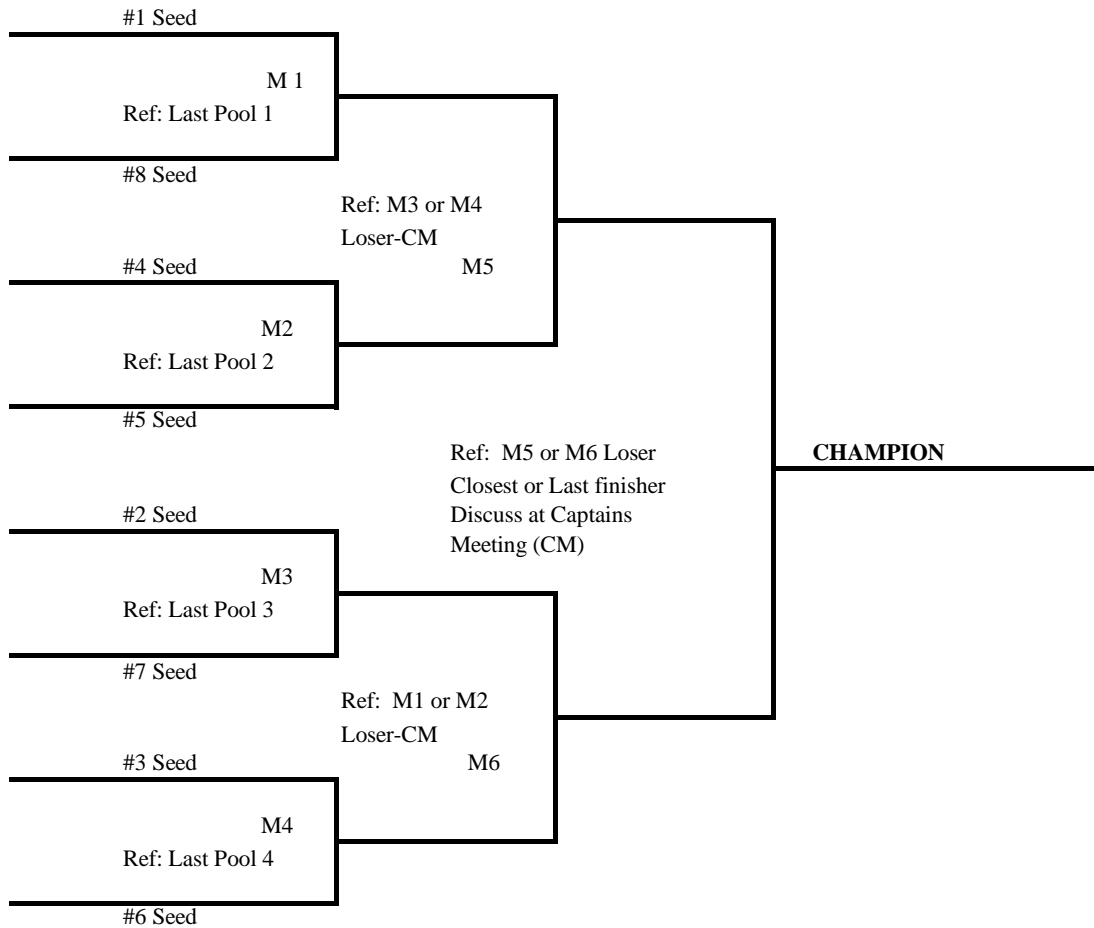 #1 Seed
M 1
Ref: Last Pool 1
#8 Seed
Ref: M3 or M4
Loser-CM
M5
#4 Seed
M2
Ref: Last Pool 2
#5 Seed
Ref:  M5 or M6 Loser
Closest or Last finisher
Discuss at Captains
Meeting (CM)
CHAMPION
#2 Seed
M3
Ref: Last Pool 3
#7 Seed
Ref:  M1 or M2
Loser-CM
M6
#3 Seed
M4
Ref: Last Pool 4
#6 Seed